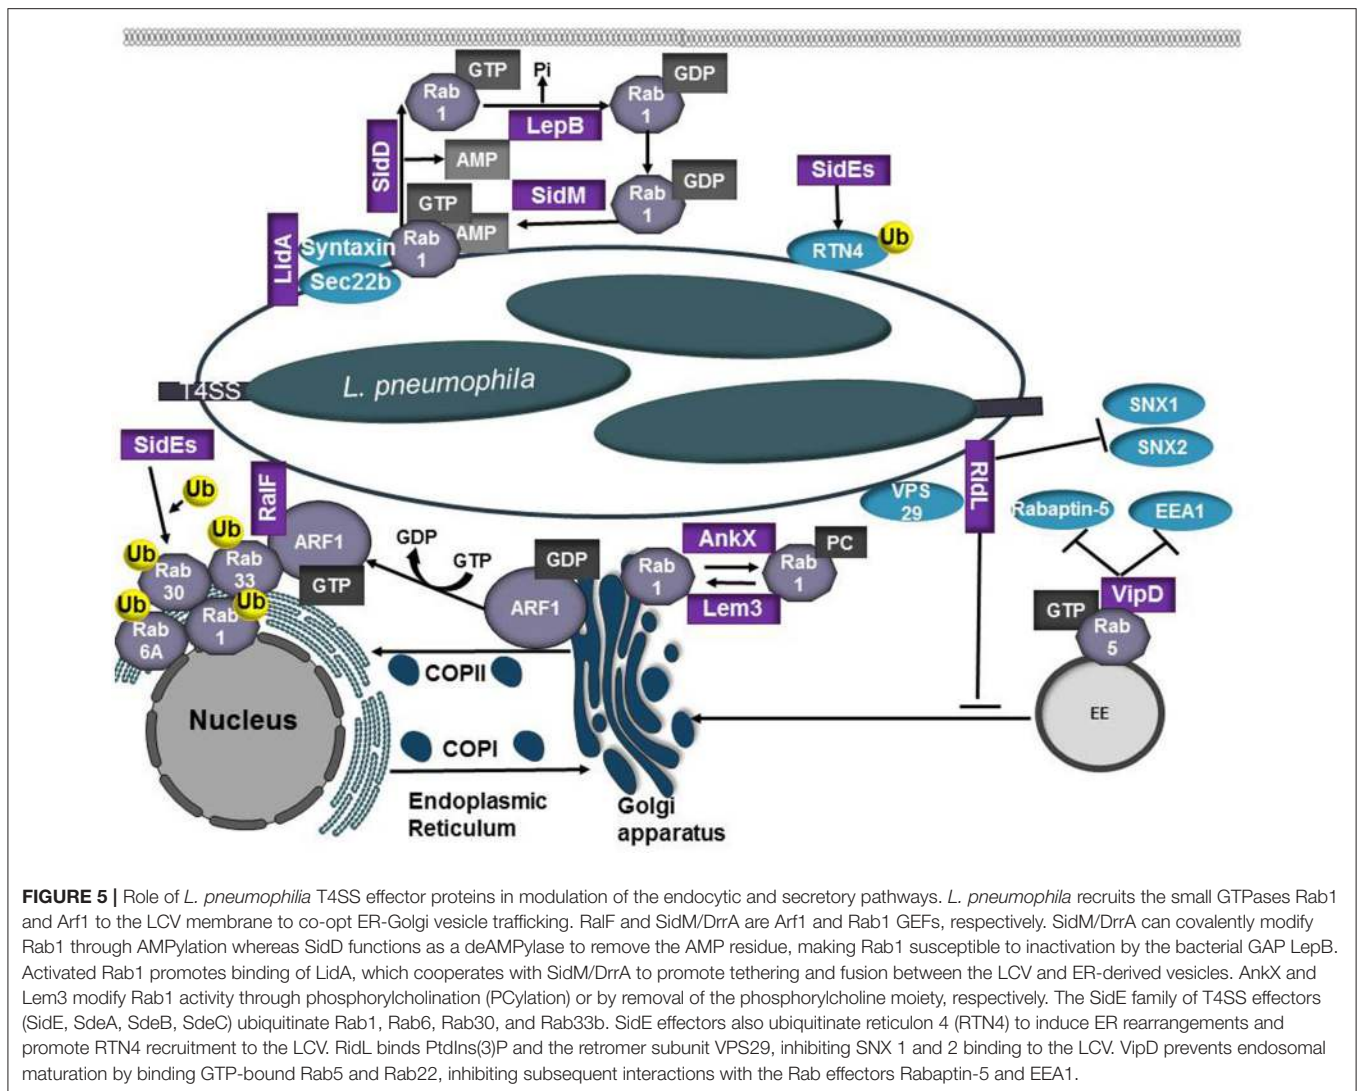 GTP
Pi
GDP
Rab
1
Rab
1
LepB
SidD
AMP
GTP
SidM
Rab
1
GDP
SidEs
AMP
LidA
Syntaxin
Rab
1
RTN4
Ub
Sec22b
T4SS
L. pneumophila
SNX1
SNX2
SidEs
Ub
RalF
RidL
VPS
29
Rabaptin-5
EEA1
Ub
ARF1
GDP
GTP
GDP
AnkX
PC
Ub
Rab
30
Rab
33
GTP
ARF1
Rab
1
Rab
1
Lem3
VipD
GTP
Ub
Ub
Rab
6A
Rab
1
Rab
5
COPII
Nucleus
EE
COPI
Endoplasmic
Reticulum
Golgi
apparatus
FIGURE 5 | Role of L. pneumophilia T4SS effector proteins in modulation of the endocytic and secretory pathways. L. pneumophila recruits the small GTPases Rab1
and Arf1 to the LCV membrane to co-opt ER-Golgi vesicle trafficking. RalF and SidM/DrrA are Arf1 and Rab1 GEFs, respectively. SidM/DrrA can covalently modify
Rab1 through AMPylation whereas SidD functions as a deAMPylase to remove the AMP residue, making Rab1 susceptible to inactivation by the bacterial GAP LepB.
Activated Rab1 promotes binding of LidA, which cooperates with SidM/DrrA to promote tethering and fusion between the LCV and ER-derived vesicles. AnkX and
Lem3 modify Rab1 activity through phosphorylcholination (PCylation) or by removal of the phosphorylcholine moiety, respectively. The SidE family of T4SS effectors
(SidE, SdeA, SdeB, SdeC) ubiquitinate Rab1, Rab6, Rab30, and Rab33b. SidE effectors also ubiquitinate reticulon 4 (RTN4) to induce ER rearrangements and
promote RTN4 recruitment to the LCV. RidL binds PtdIns(3)P and the retromer subunit VPS29, inhibiting SNX 1 and 2 binding to the LCV. VipD prevents endosomal
maturation by binding GTP-bound Rab5 and Rab22, inhibiting subsequent interactions with the Rab effectors Rabaptin-5 and EEA1.